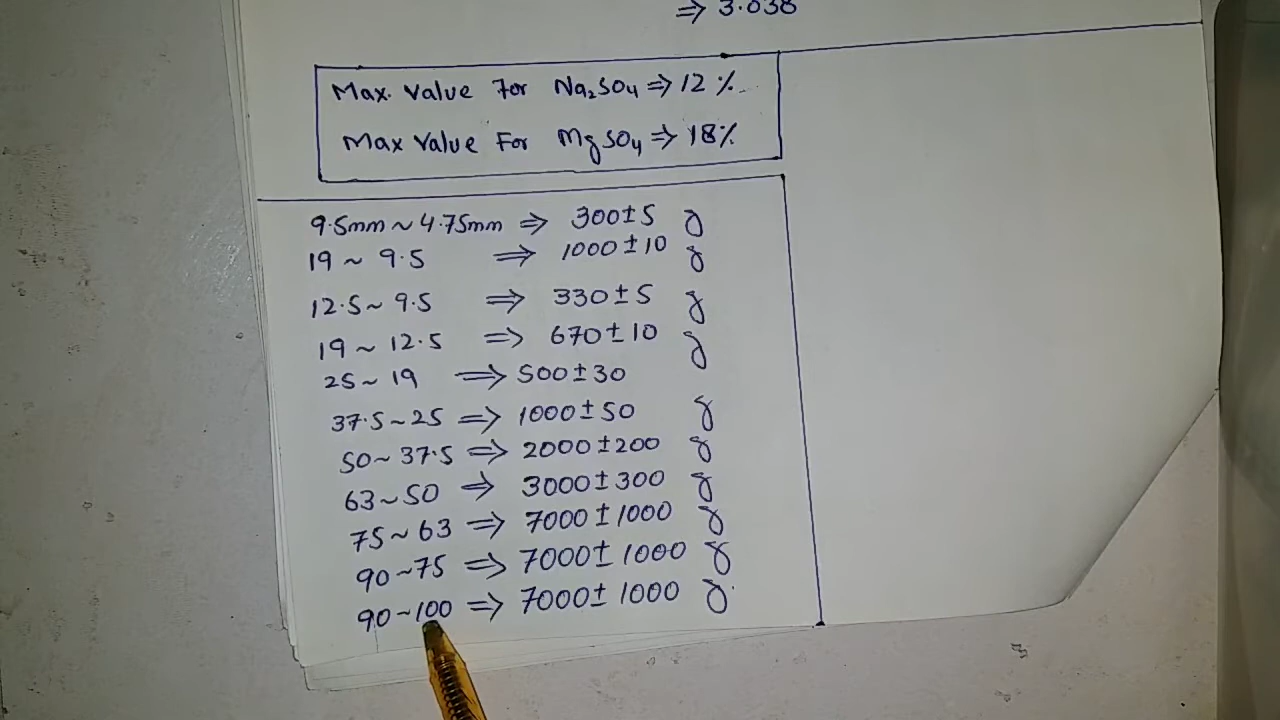 ⇒ 3.038
Max. Value For Na₂SO₄ ⇒ 12 %.
Max Value For MgSO₄ ⇒ 18%
9.5mm ~ 4.75mm ⇒ 300±5 g
19 ~ 9.5 ⇒ 1000±10 g
12.5 ~ 9.5 ⇒ 330±5 g
19 ~ 12.5 ⇒ 670±10 g
25 ~ 19 ⇒ 500±30
37.5 ~ 25 ⇒ 1000±50 g
50 ~ 37.5 ⇒ 2000±200 g
63 ~ 50 ⇒ 3000±300 g
75 ~ 63 ⇒ 7000±1000 g
90 ~ 75 ⇒ 7000±1000 g
90 ~ 100 ⇒ 7000±1000 g.